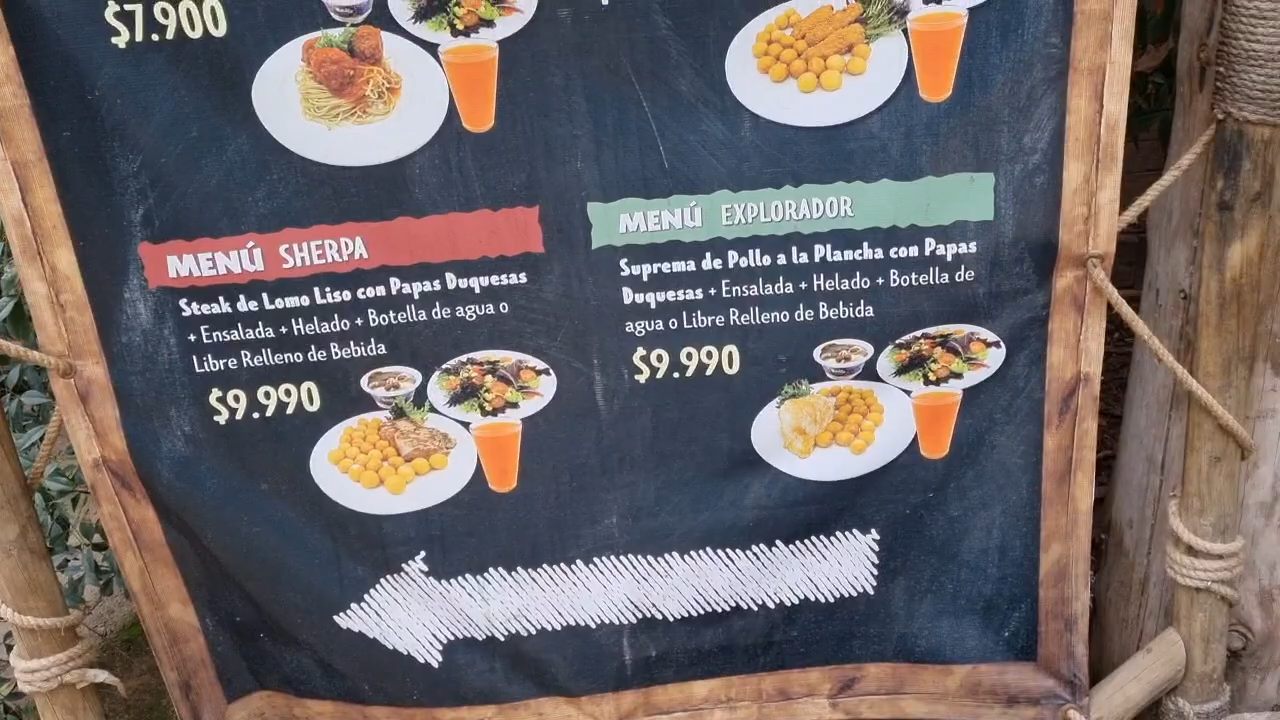 $7.900
MENÚ SHERPA
Steak de Lomo Liso con Papas Duquesas
+ Ensalada + Helado + Botella de agua o
Libre Relleno de Bebida
$9.990
MENÚ EXPLORADOR
Suprema de Pollo a la Plancha con Papas
Duquesas + Ensalada + Helado + Botella de
agua o Libre Relleno de Bebida
$9.990